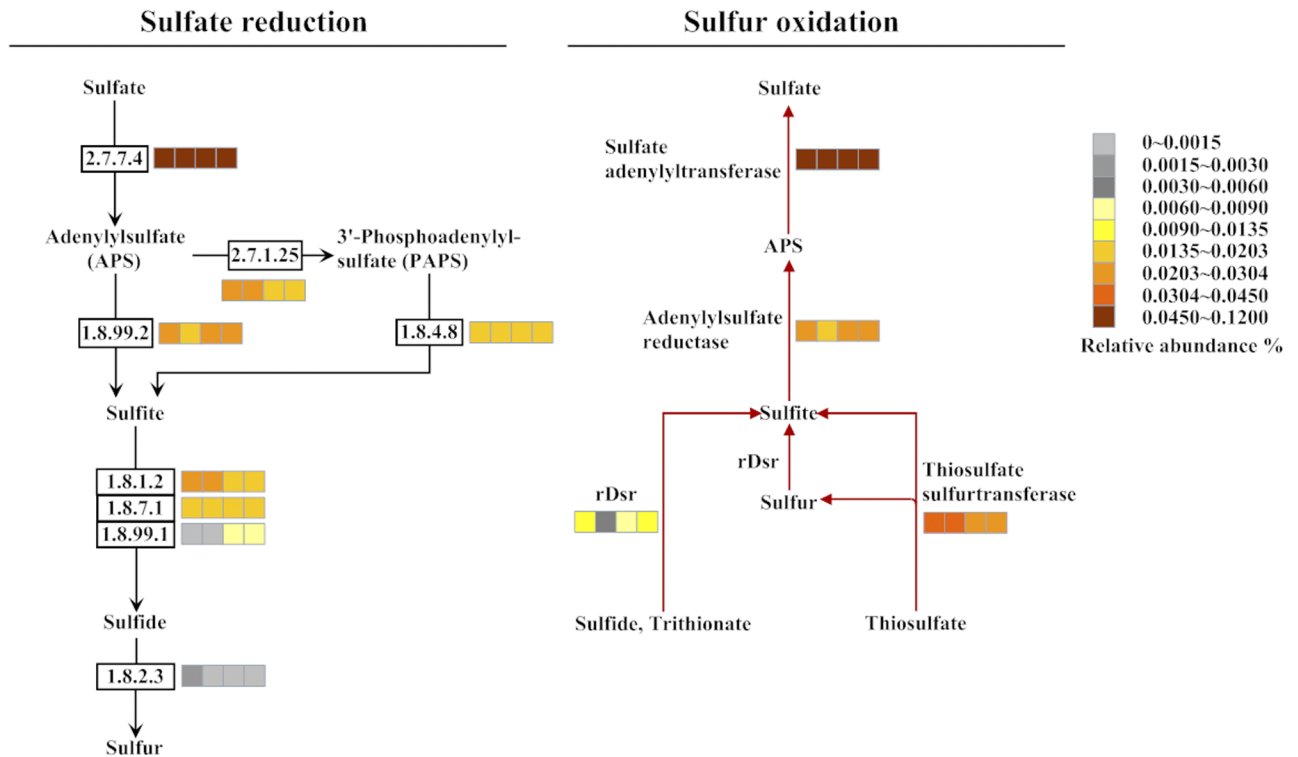 Sulfate reduction
Sulfate
2.7.7.4
Adenylylsulfate
(APS)
2.7.1.25
3'-Phosphoadenylyl-
sulfate (PAPS)
1.8.99.2
1.8.4.8
Sulfite
1.8.1.2
1.8.7.1
1.8.99.1
Sulfide
1.8.2.3
Sulfur
Sulfur oxidation
Sulfate
Sulfate
adenylyltransferase
APS
Adenylylsulfate
reductase
Sulfite
rDsr
Sulfur
rDsr
Thiosulfate
sulfurtransferase
Sulfide, Trithionate
Thiosulfate
0~0.0015
0.0015~0.0030
0.0030~0.0060
0.0060~0.0090
0.0090~0.0135
0.0135~0.0203
0.0203~0.0304
0.0304~0.0450
0.0450~0.1200
Relative abundance %